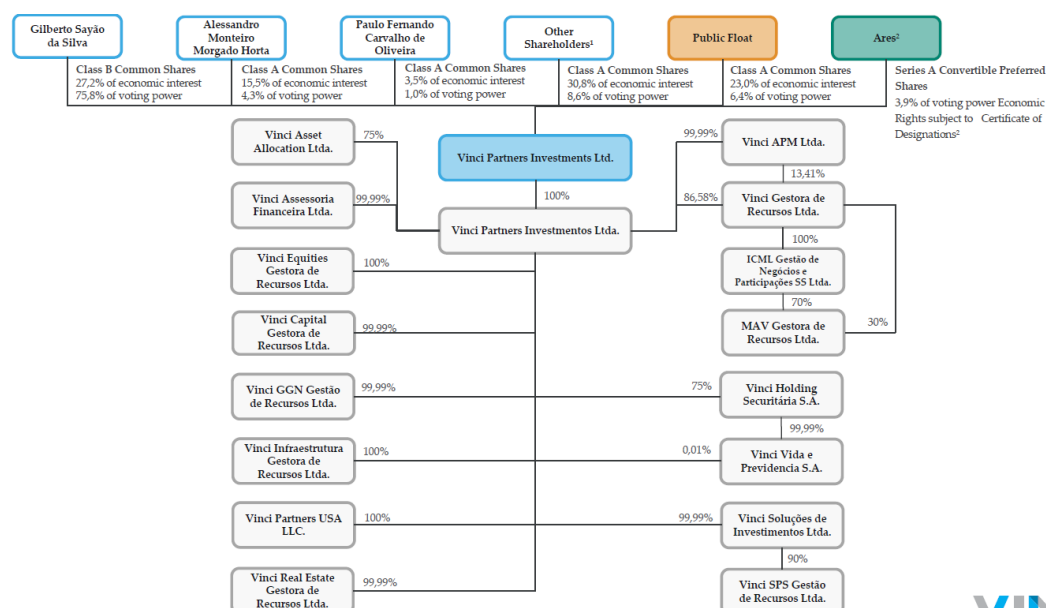 Gilberto Sayão
da Silva
Alessandro
Monteiro
Morgado Horta
Paulo Fernando
Carvalho de
Oliveira
Other
Shareholders¹
Public Float
Ares²
Class B Common Shares
27,2% of economic interest
75,8% of voting power
Class A Common Shares
15,5% of economic interest
4,3% of voting power
Class A Common Shares
3,5% of economic interest
1,0% of voting power
Class A Common Shares
30,8% of economic interest
8,6% of voting power
Class A Common Shares
23,0% of economic interest
6,4% of voting power
Series A Convertible Preferred
Shares
3,9% of voting power Economic
Rights subject to Certificate of
Designations²
Vinci Partners Investments Ltd.
100%
Vinci Partners Investimentos Ltda.
Vinci Asset
Allocation Ltda.
75%
Vinci Assessoria
Financeira Ltda.
99,99%
Vinci Equities
Gestora de
Recursos Ltda.
100%
Vinci Capital
Gestora de
Recursos Ltda.
99,99%
Vinci GGN Gestão
de Recursos Ltda.
99,99%
Vinci Infraestrutura
Gestora de
Recursos Ltda.
100%
Vinci Partners USA
LLC.
100%
Vinci Real Estate
Gestora de
Recursos Ltda.
99,99%
99,99%
Vinci APM Ltda.
13,41%
86,58%
Vinci Gestora de
Recursos Ltda.
100%
ICML Gestão de
Negócios e
Participações SS Ltda.
70%
MAV Gestora de
Recursos Ltda.
30%
75%
Vinci Holding
Securitária S.A.
99,99%
0,01%
Vinci Vida e
Previdencia S.A.
99,99%
Vinci Soluções de
Investimentos Ltda.
90%
Vinci SPS Gestão
de Recursos Ltda.